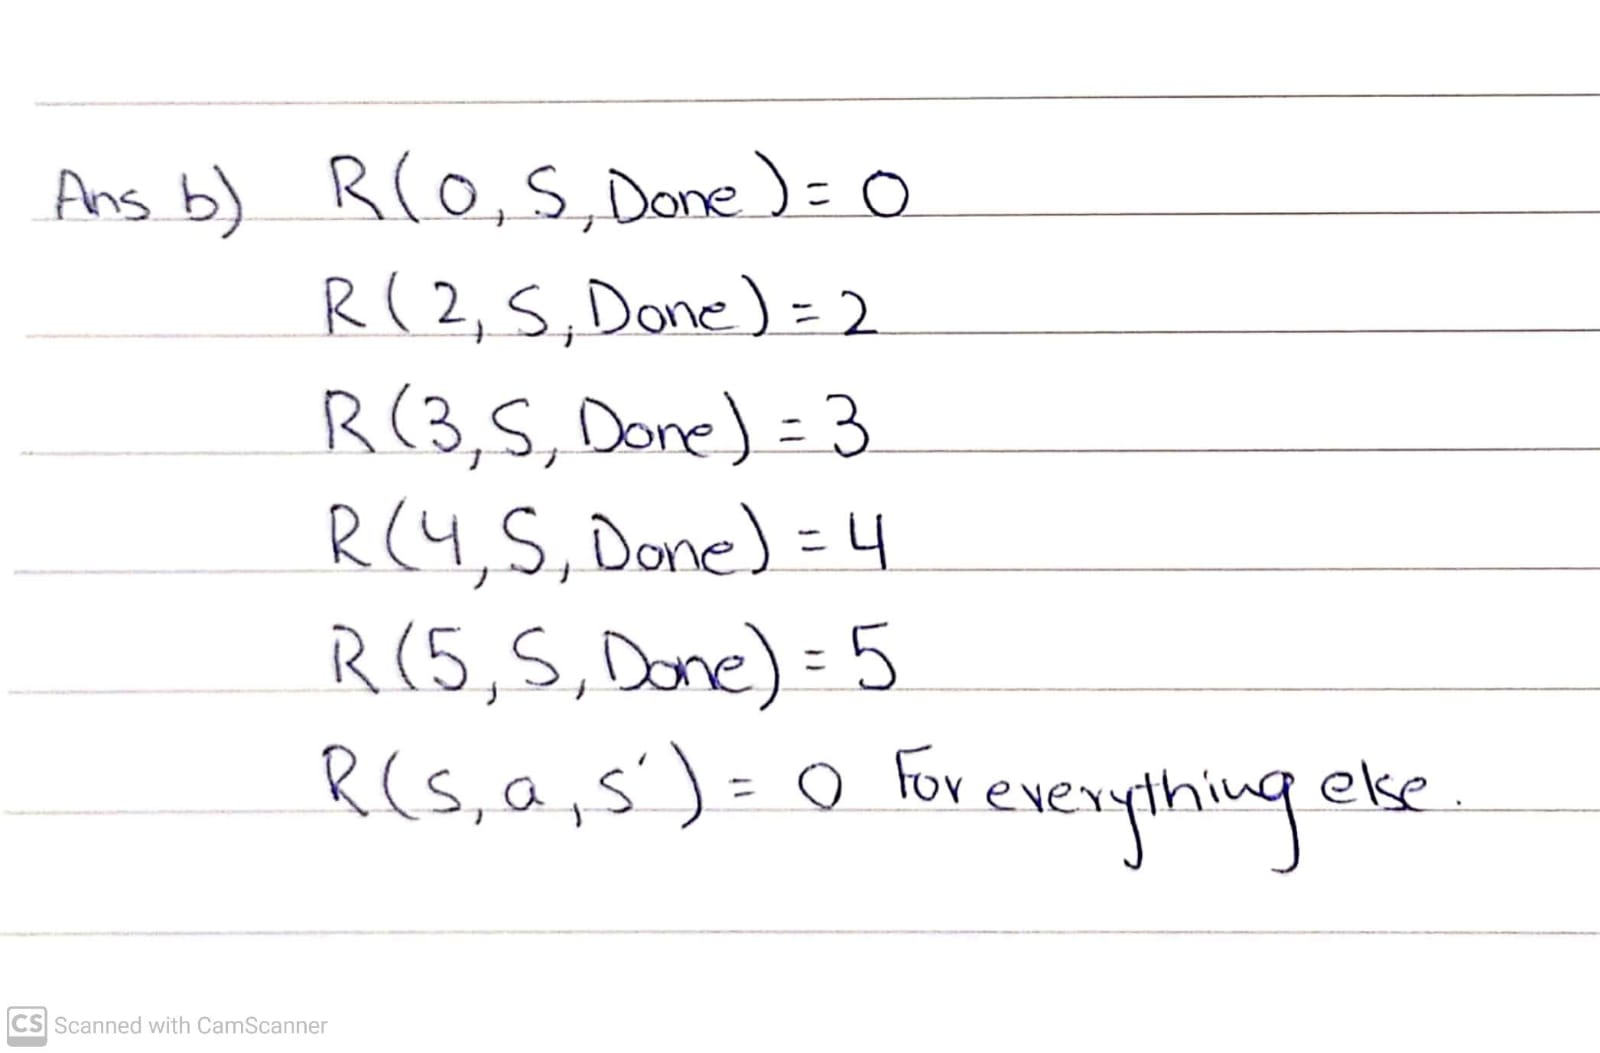 Ans b) R(0, S, Done) = 0
R(2, S, Done) = 2
R(3, S, Done) = 3
R(4, S, Done) = 4
R(5, S, Done) = 5
R(s, a, s') = 0 For everything else.
CS Scanned with CamScanner